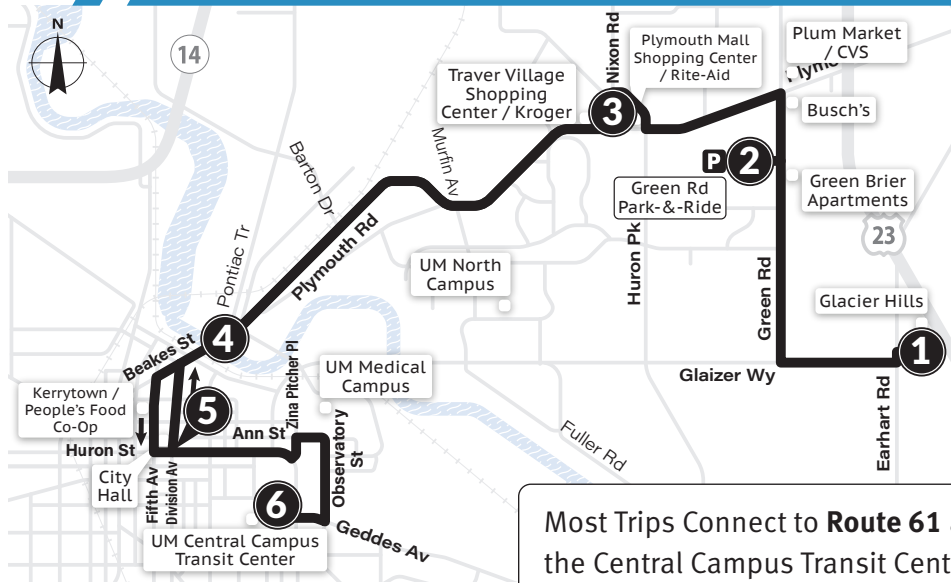 N
14
Nixon Rd
Plymouth Mall
Shopping Center
/ Rite-Aid
Plum Market
/ CVS
Traver Village
Shopping
Center / Kroger
3
Busch's
Murfin Av
P
2
Green Rd
Park-&-Ride
Green Brier
Apartments
Barton Dr
23
Plymouth Rd
Pontiac Tr
UM North
Campus
Huron Pk
Green Rd
Glacier Hills
1
4
Beakes St
Zina Pitcher Pl
UM Medical
Campus
Glaizer Wy
Earhart Rd
Kerrytown /
People's Food
Co-Op
5
Ann St
Huron St
Observatory
St
Fuller Rd
City
Hall
Fifth Av
Division Av
6
Geddes Av
UM Central Campus
Transit Center
Most Trips Connect to Route 61
the Central Campus Transit